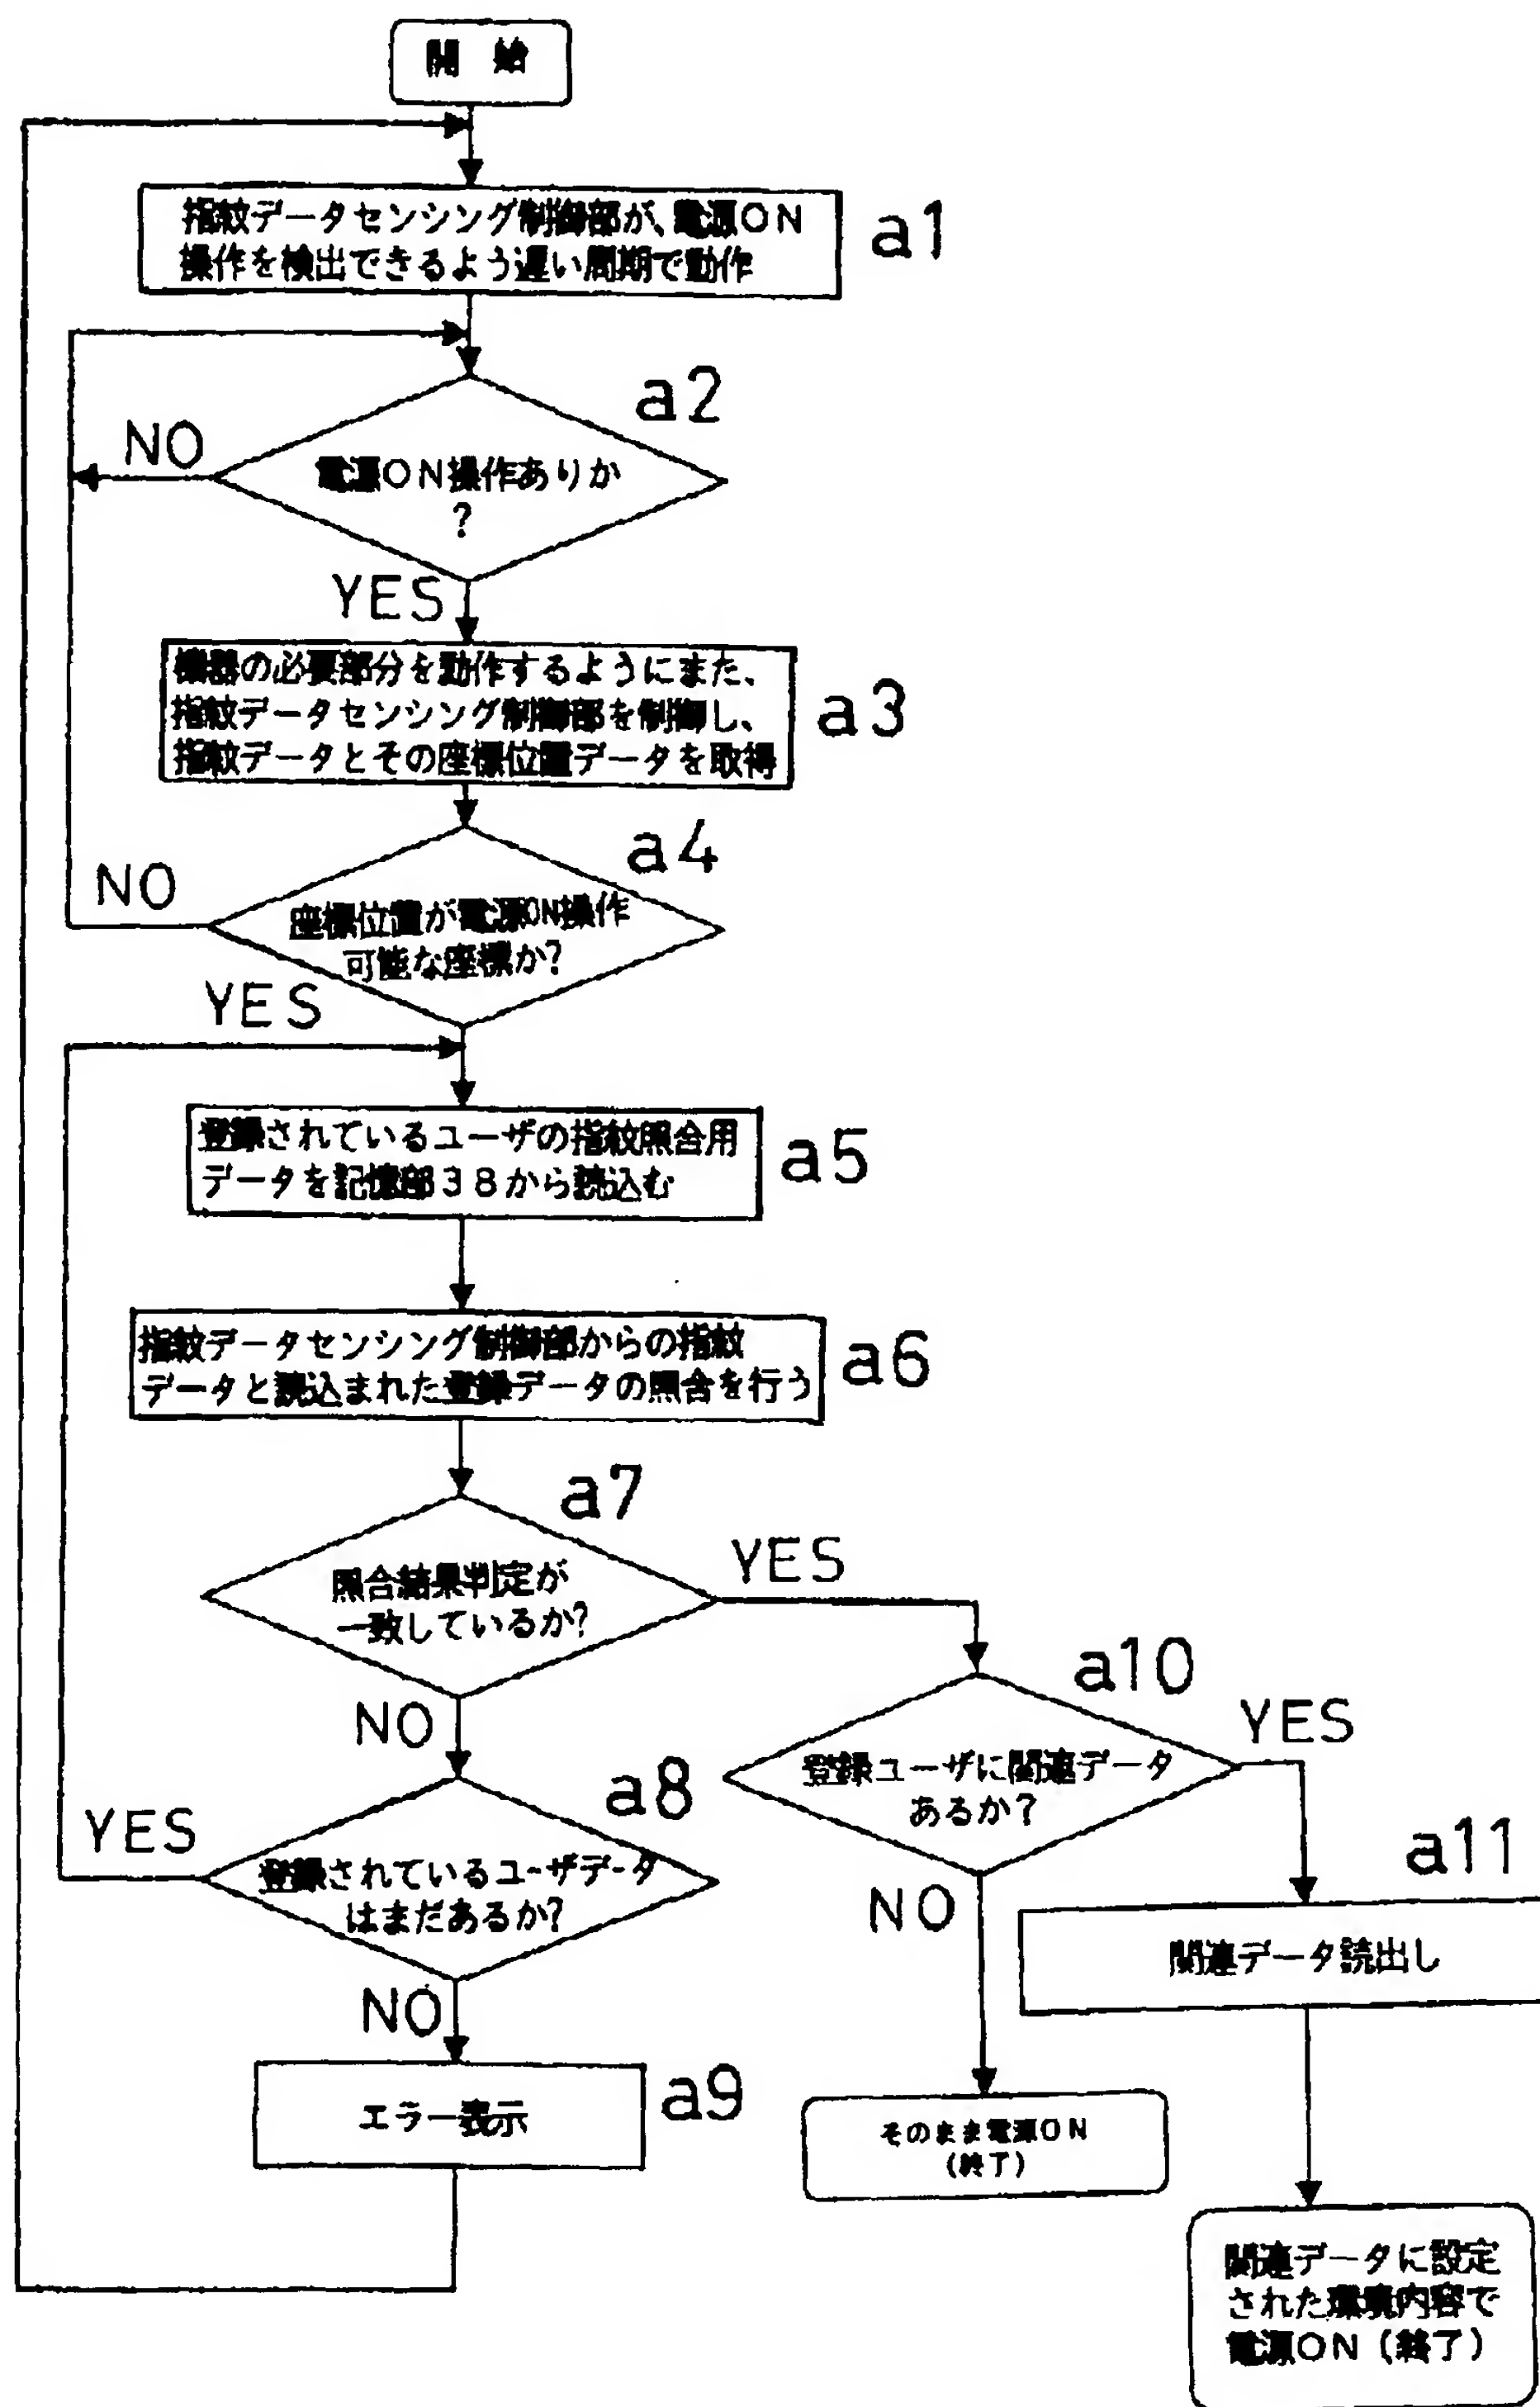 開 始
指紋データセンシング制御部が、電源ON
操作を検出できるよう遅い周期で動作
a1
a2
NO
電源ON操作ありか
?
YES
機器の必要部分を動作するようにまた、
指紋データセンシング制御部を制御し、
指紋データとその座標位置データを取得
a3
a4
NO
座標位置が電源ON操作
可能な座標か?
YES
登録されているユーザの指紋照合用
データを記憶部38から読込む
a5
指紋データセンシング制御部からの指紋
データと読込まれた登録データの照合を行う
a6
a7
照合結果判定が
一致しているか?
YES
NO
a10
登録ユーザに関連データ
あるか?
YES
NO
a8
YES
登録されているユーザデータ
はまだあるか?
NO
a11
関連データ読出し
エラー表示
a9
そのまま電源ON
(終了)
関連データに設定
された環境内容で
電源ON(終了)